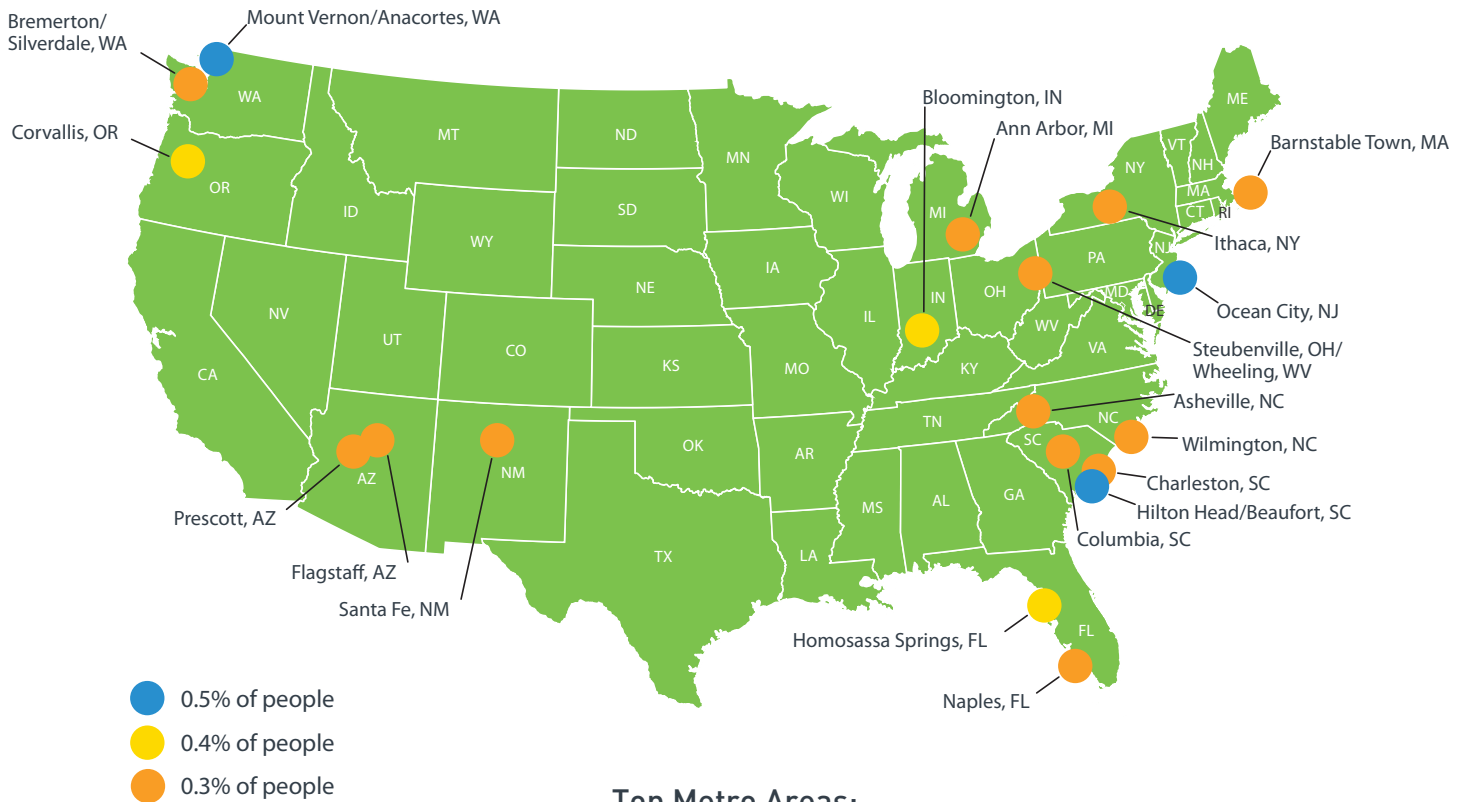 Bremerton/
Silverdale, WA
Mount Vernon/Anacortes, WA
Corvallis, OR
Bloomington, IN
Ann Arbor, MI
Barnstable Town, MA
Ithaca, NY
Ocean City, NJ
Steubenville, OH/
Wheeling, WV
Asheville, NC
Wilmington, NC
Charleston, SC
Hilton Head/Beaufort, SC
Columbia, SC
Prescott, AZ
Flagstaff, AZ
Santa Fe, NM
Homosassa Springs, FL
Naples, FL
WA
OR
ID
MT
ND
MN
WI
MI
ME
VT
NH
NY
MA
CT
RI
SD
WY
NE
IA
IL
IN
OH
PA
NJ
MD
DE
WV
VA
NV
UT
CO
KS
MO
KY
CA
AZ
NM
OK
AR
TN
NC
SC
TX
LA
MS
AL
GA
FL
0.5% of people
0.4% of people
0.3% of people
Top Metro Areas: